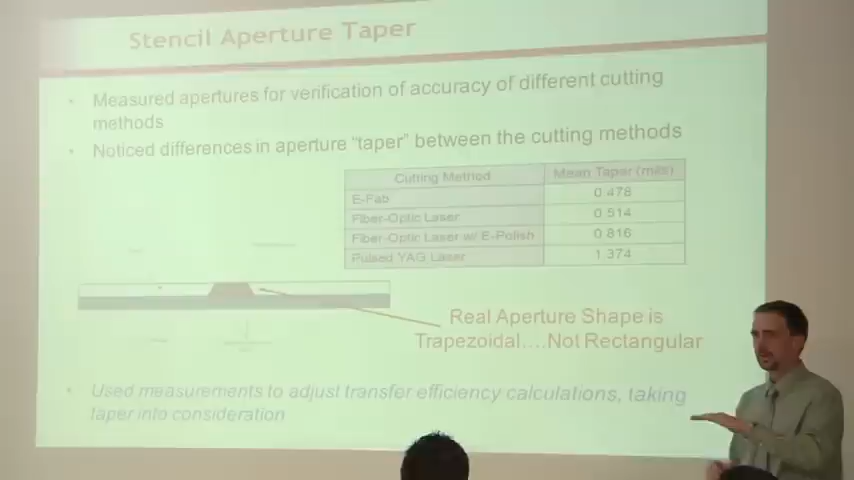 Stencil Aperture Taper
• Measured apertures for verification of accuracy of different cutting
methods
• Noticed differences in aperture “taper” between the cutting methods
Cutting Method Mean Taper (mils)
E-Fab 0.478
Fiber-Optic Laser 0.514
Fiber-Optic Laser w/ E-Polish 0.816
Pulsed YAG Laser 1.374
Real Aperture Shape is
Trapezoidal....Not Rectangular
• Used measurements to adjust transfer efficiency calculations, taking
taper into consideration